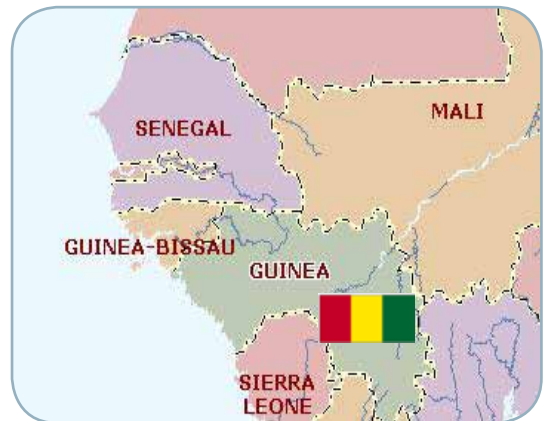 MALI
SENEGAL
GUINEA-BISSAU
GUINEA
SIERRA
LEONE